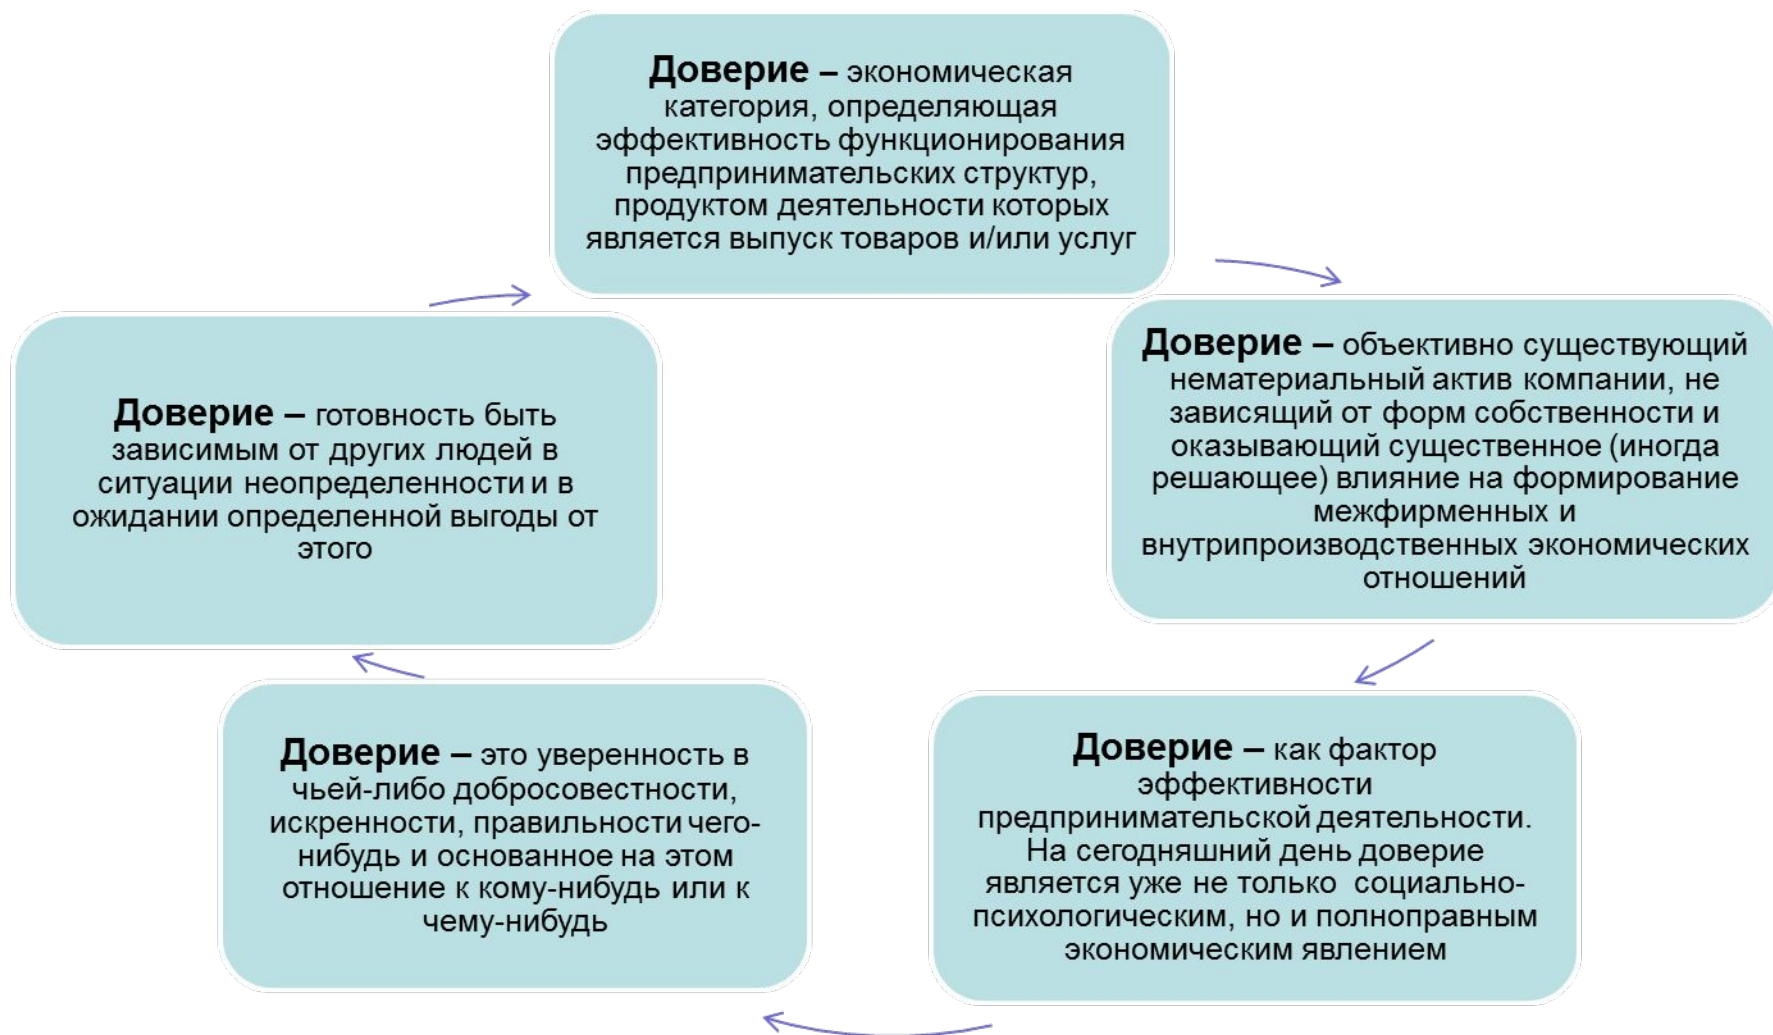 Доверие – экономическая
категория, определяющая
эффективность функционирования
предпринимательских структур,
продуктом деятельности которых
является выпуск товаров и/или услуг
Доверие – объективно существующий
нематериальный актив компании, не
зависящий от форм собственности и
оказывающий существенное (иногда
решающее) влияние на формирование
межфирменных и
внутрипроизводственных экономических
отношений
Доверие – как фактор
эффективности
предпринимательской деятельности.
На сегодняшний день доверие
является уже не только социально-
психологическим, но и полноправным
экономическим явлением
Доверие – это уверенность в
чьей-либо добросовестности,
искренности, правильности чего-
нибудь и основанное на этом
отношение к кому-нибудь или к
чему-нибудь
Доверие – готовность быть
зависимым от других людей в
ситуации неопределенности и в
ожидании определенной выгоды от
этого